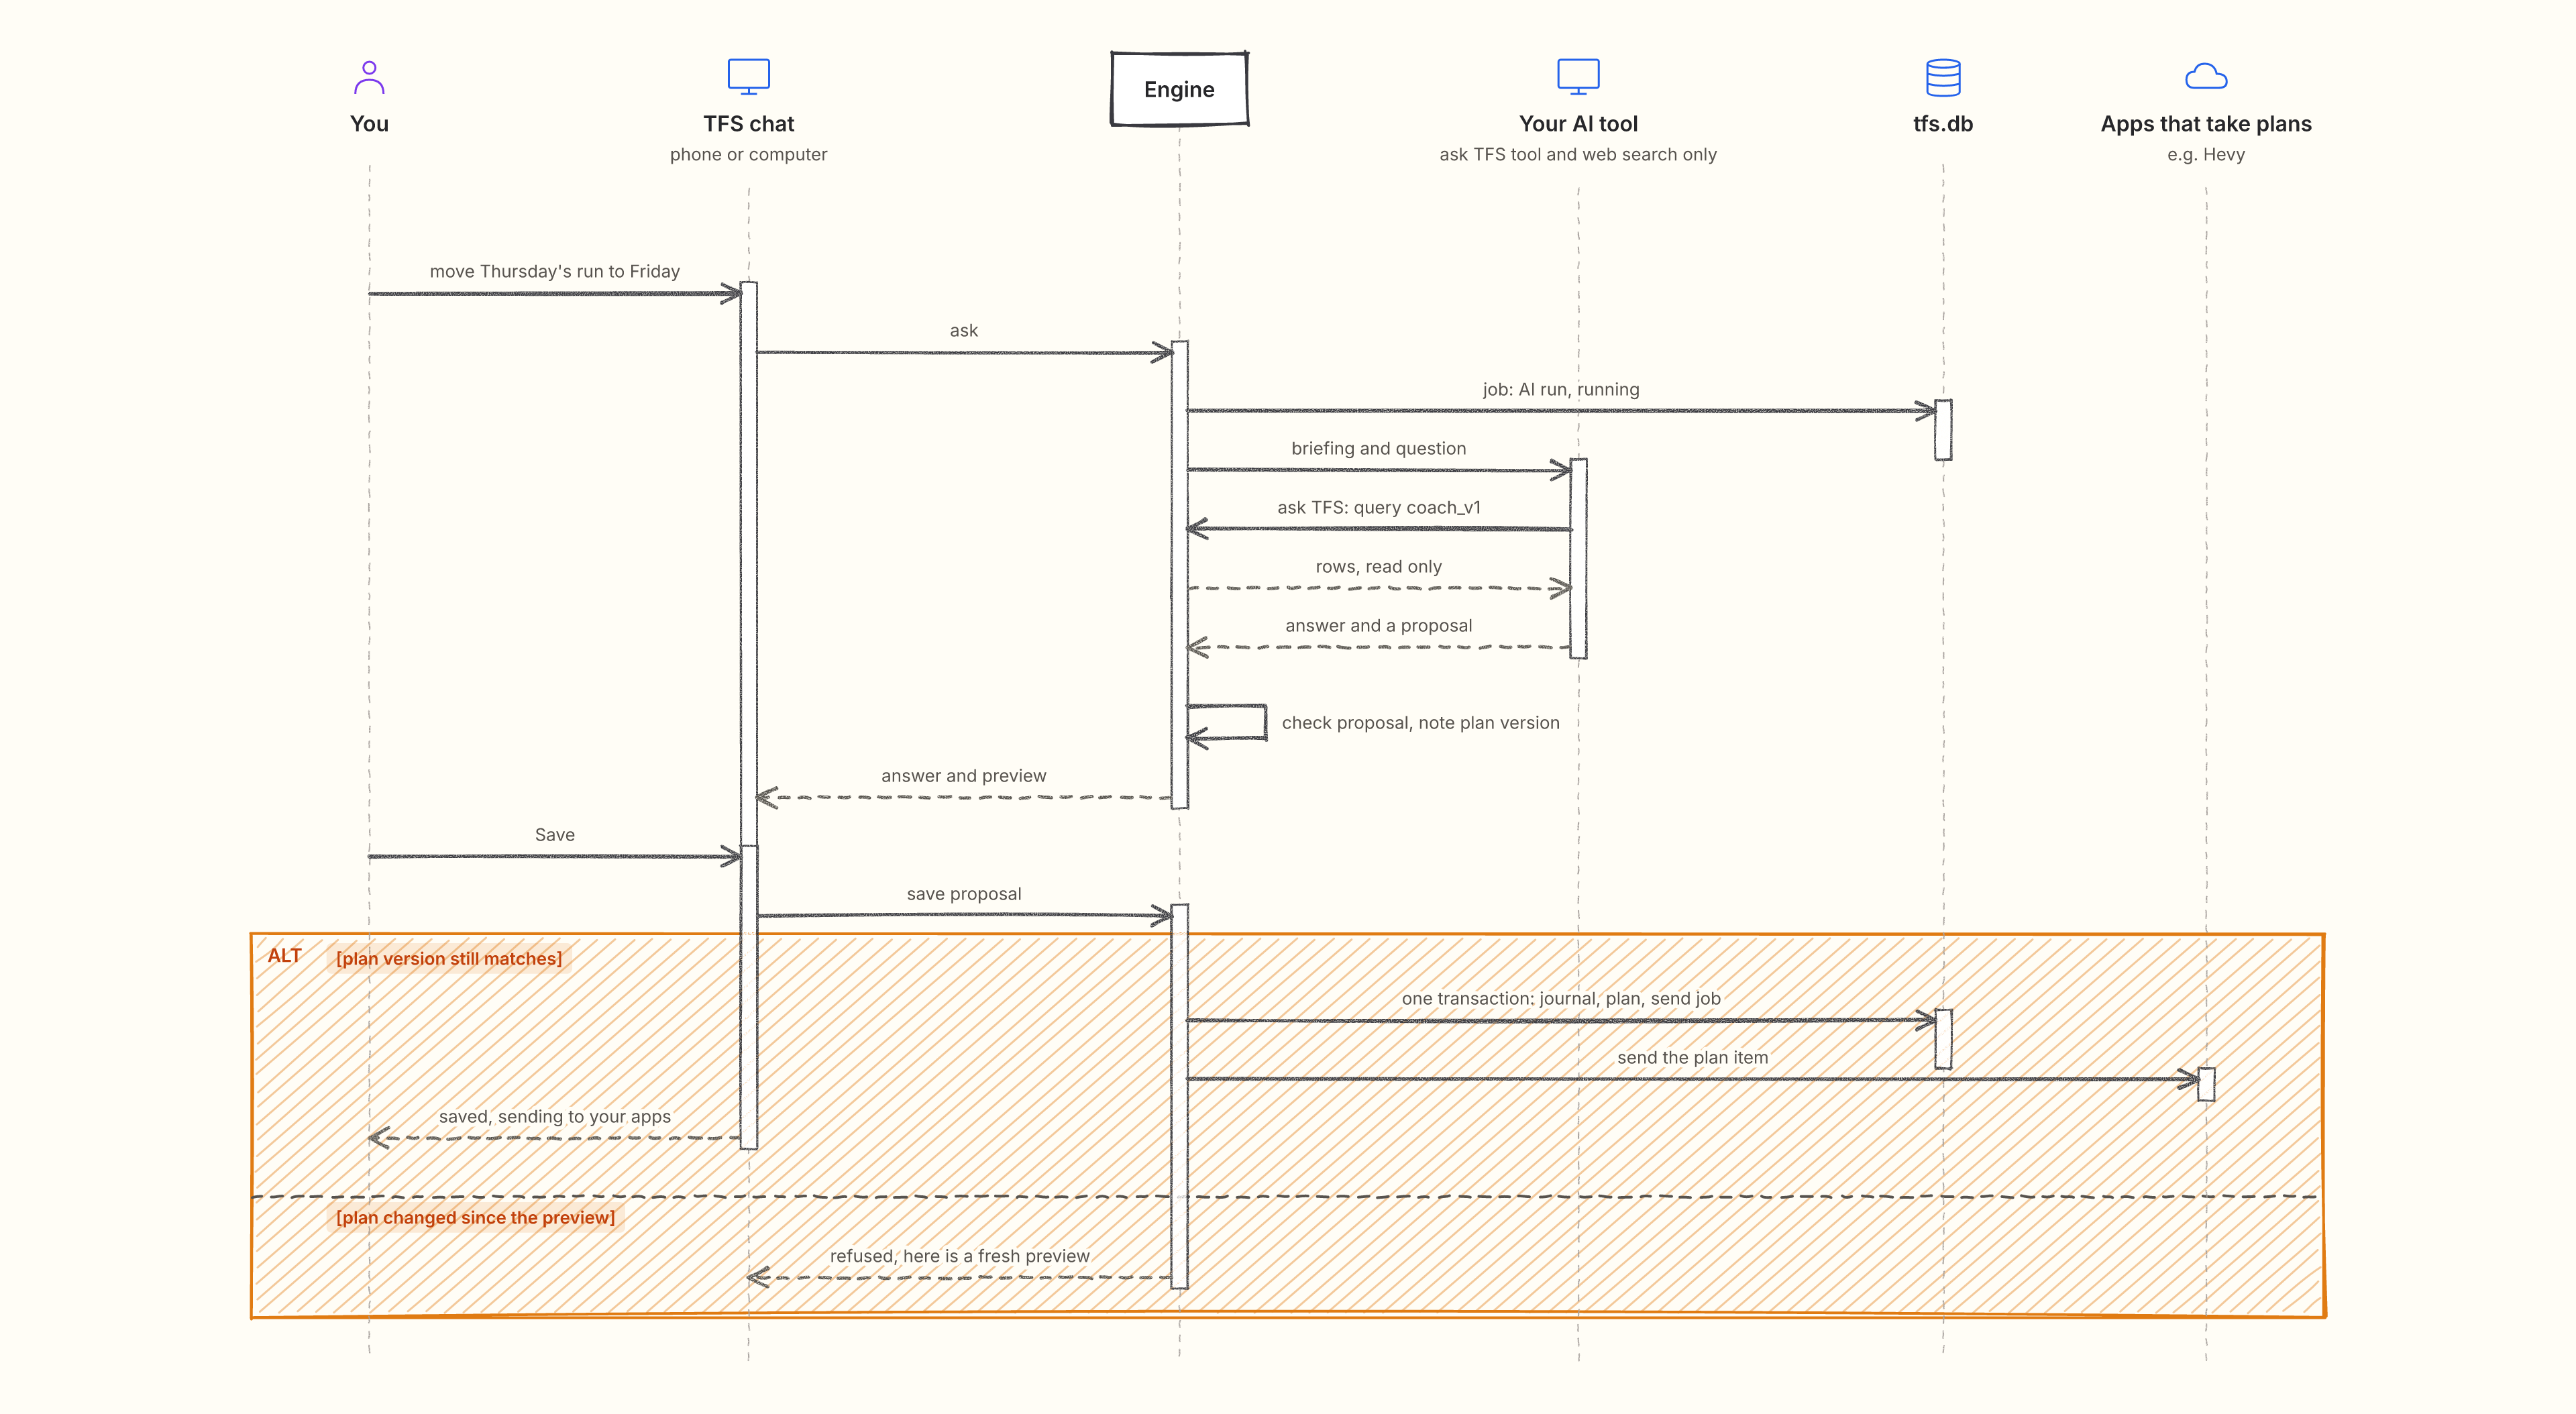 You
TFS chat
phone or computer
Engine
Your AI tool
ask TFS tool and web search only
tfs.db
Apps that take plans
e.g. Hevy
move Thursday's run to Friday
ask
job: AI run, running
briefing and question
ask TFS: query coach_v1
rows, read only
answer and a proposal
check proposal, note plan version
answer and preview
Save
save proposal
ALT [plan version still matches]
one transaction: journal, plan, send job
send the plan item
saved, sending to your apps
[plan changed since the preview]
refused, here is a fresh preview